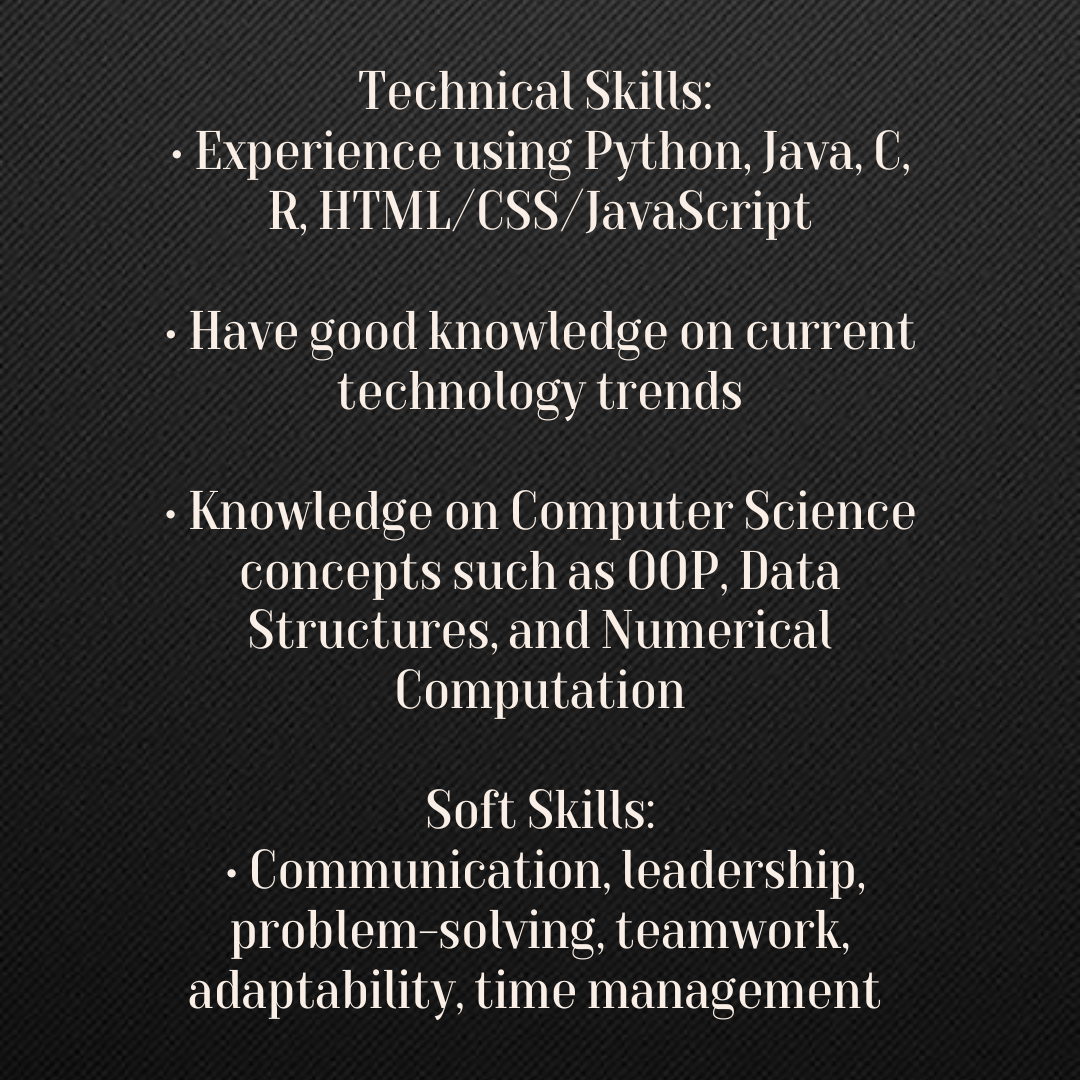 Technical Skills:
• Experience using Python, Java, C,
R, HTML/CSS/JavaScript
• Have good knowledge on current
technology trends
• Knowledge on Computer Science
concepts such as OOP, Data
Structures, and Numerical
Computation
Soft Skills:
• Communication, leadership,
problem-solving, teamwork,
adaptability, time management